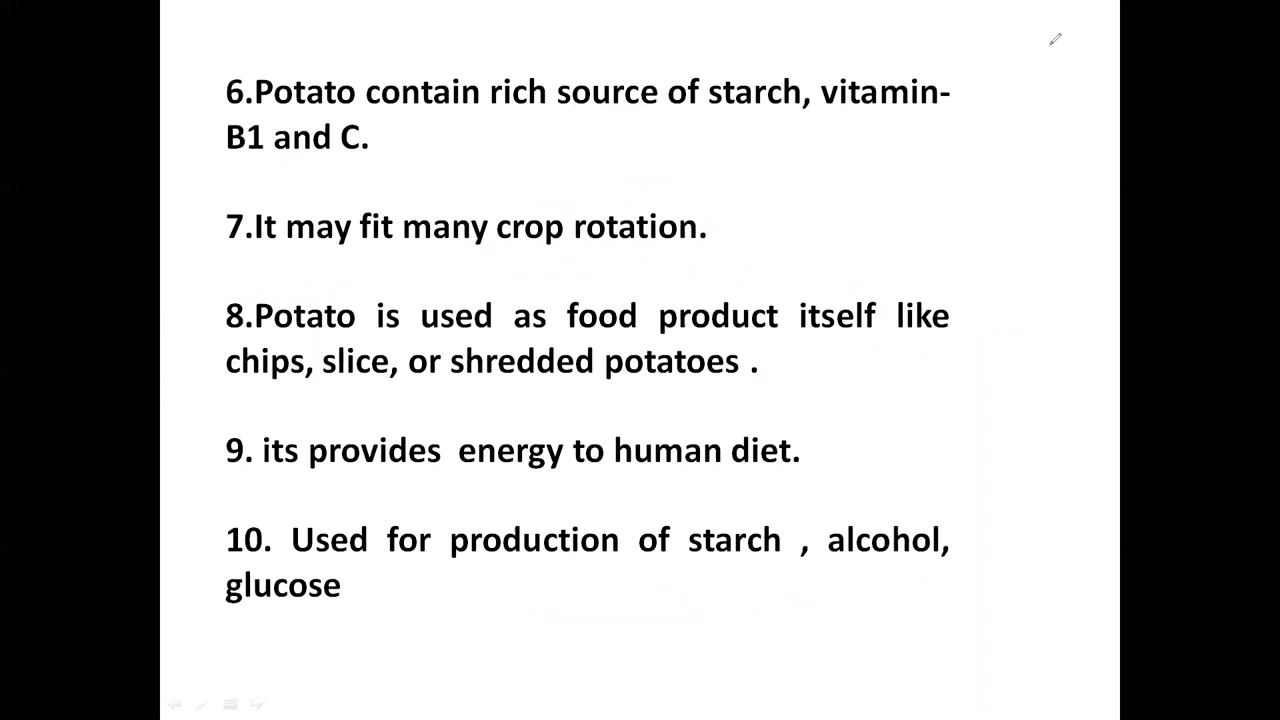 6.Potato contain rich source of starch, vitamin-
B1 and C.
7.It may fit many crop rotation.
8.Potato is used as food product itself like
chips, slice, or shredded potatoes .
9. its provides energy to human diet.
10. Used for production of starch , alcohol,
glucose